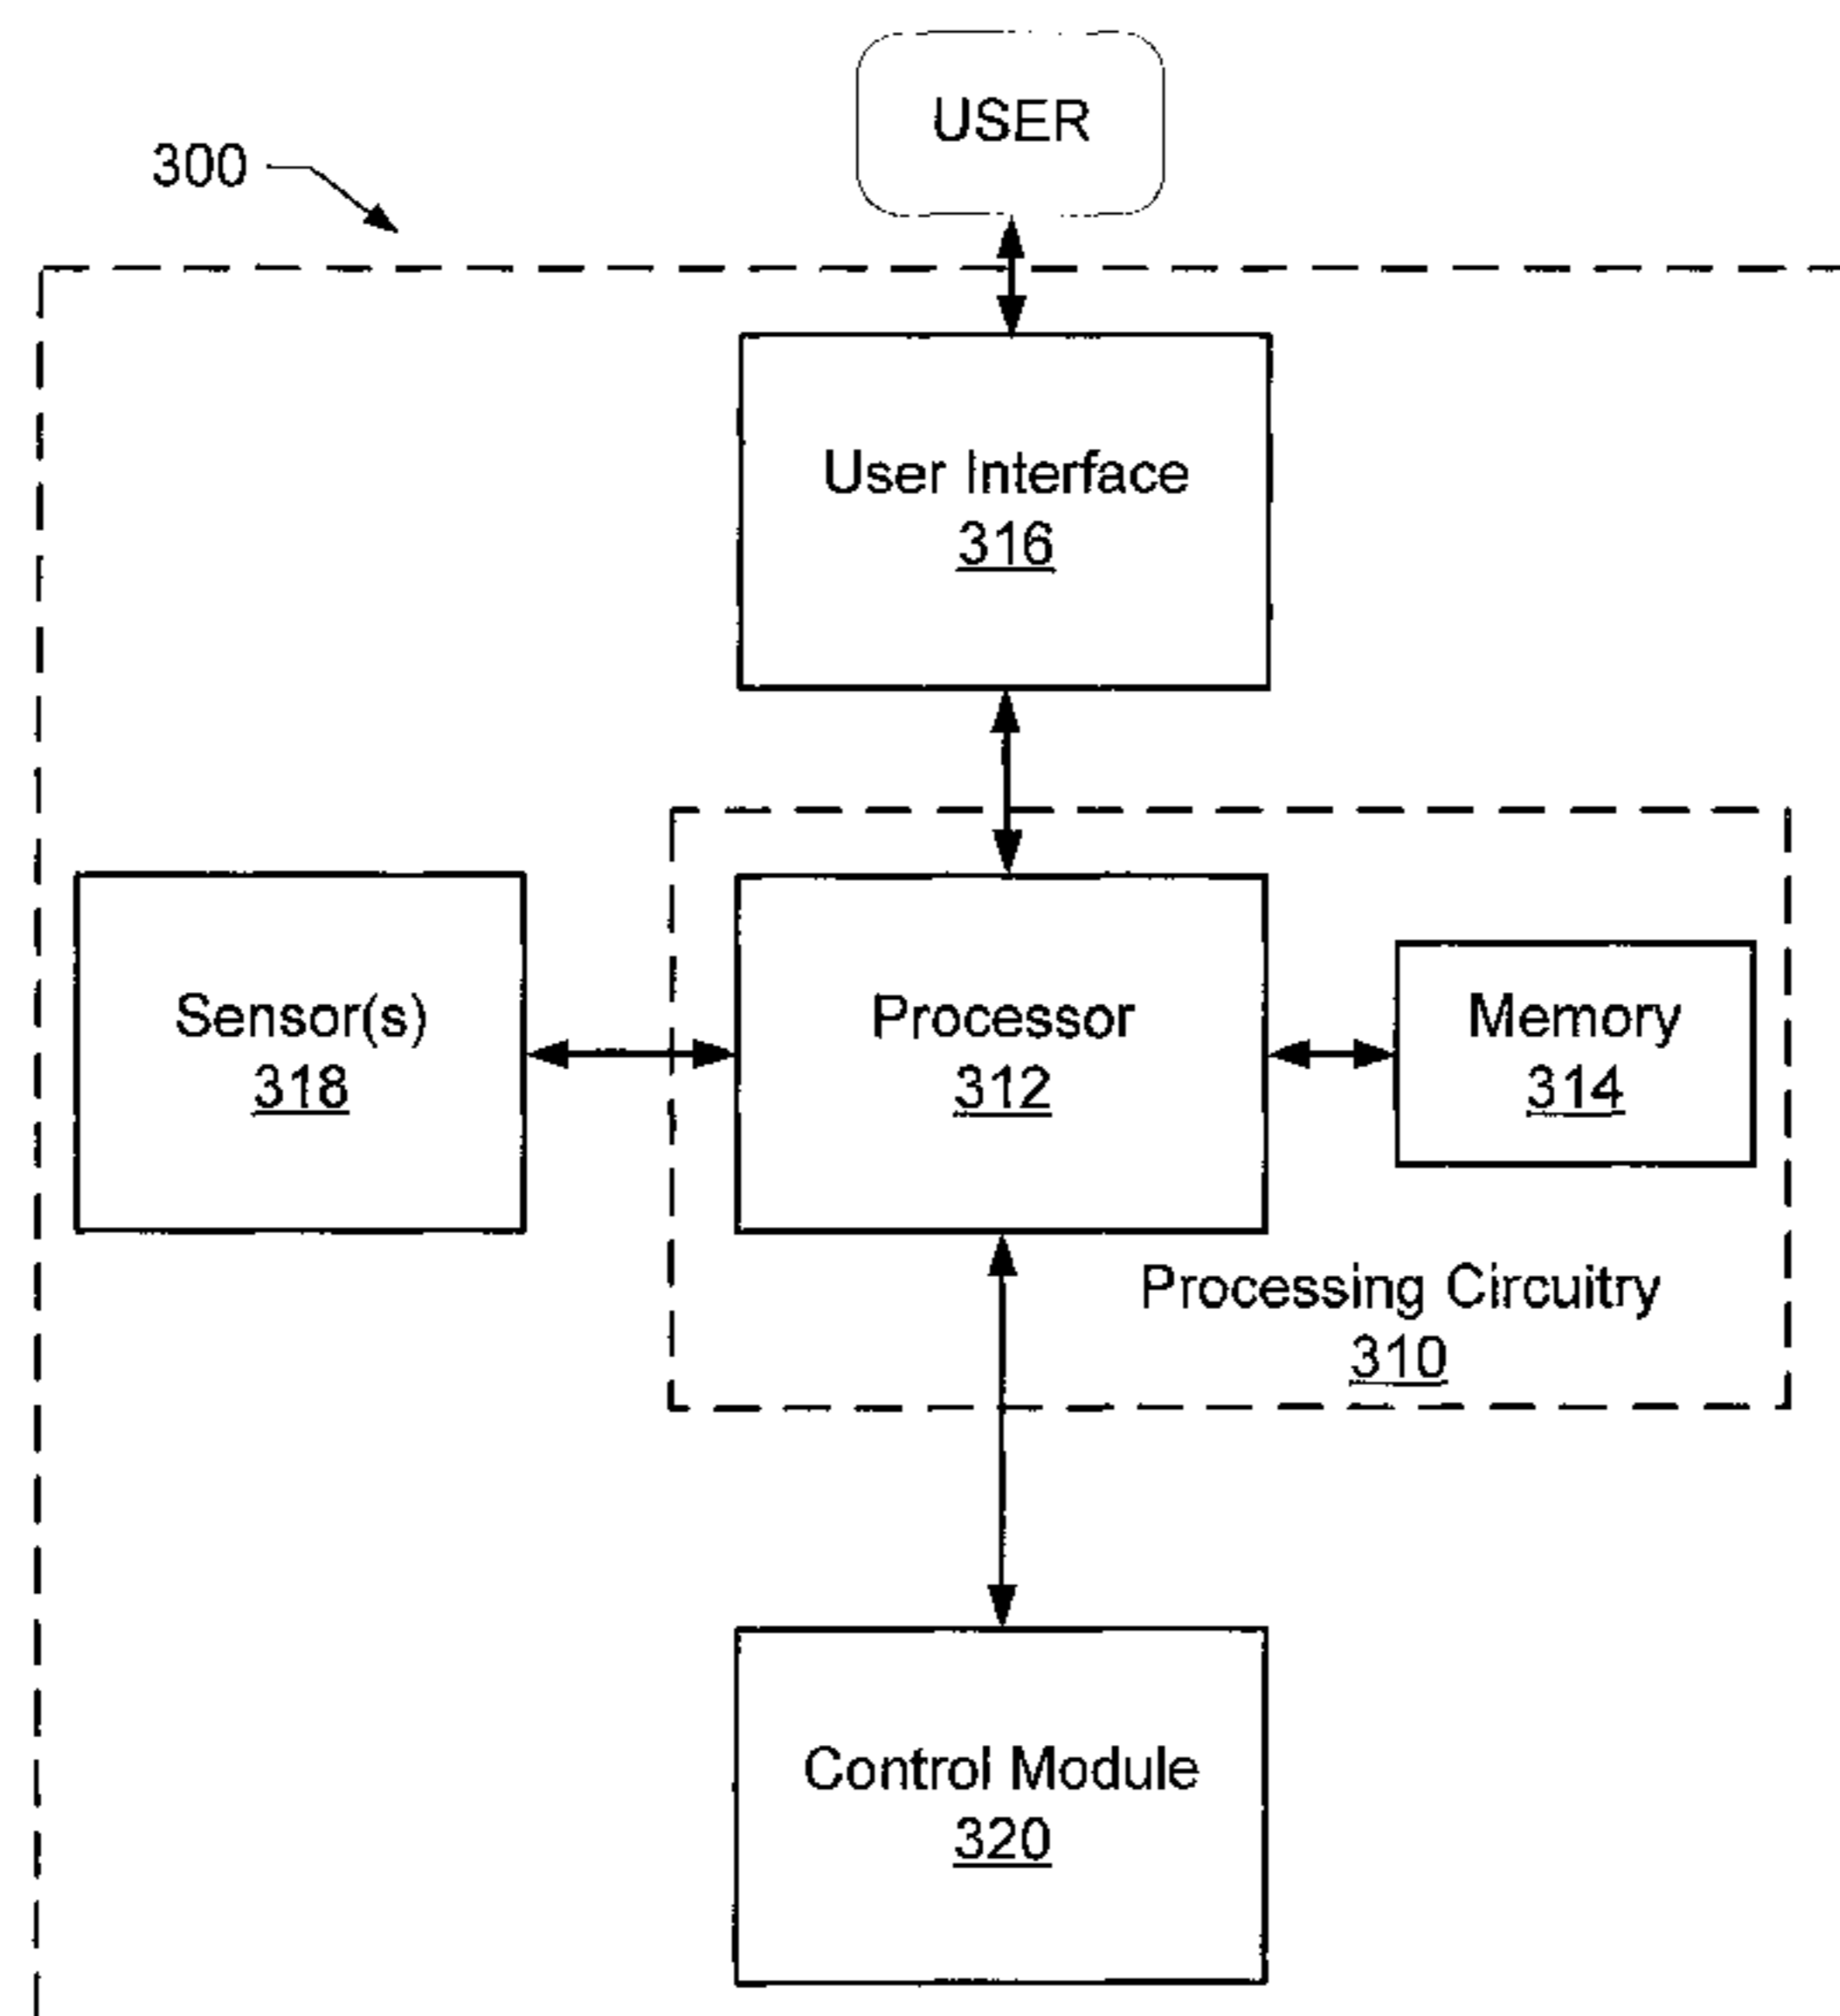 USER
300
User Interface
316
Sensor(s)
318
Processor
312
Memory
314
Processing Circuitry
310
Control Module
320